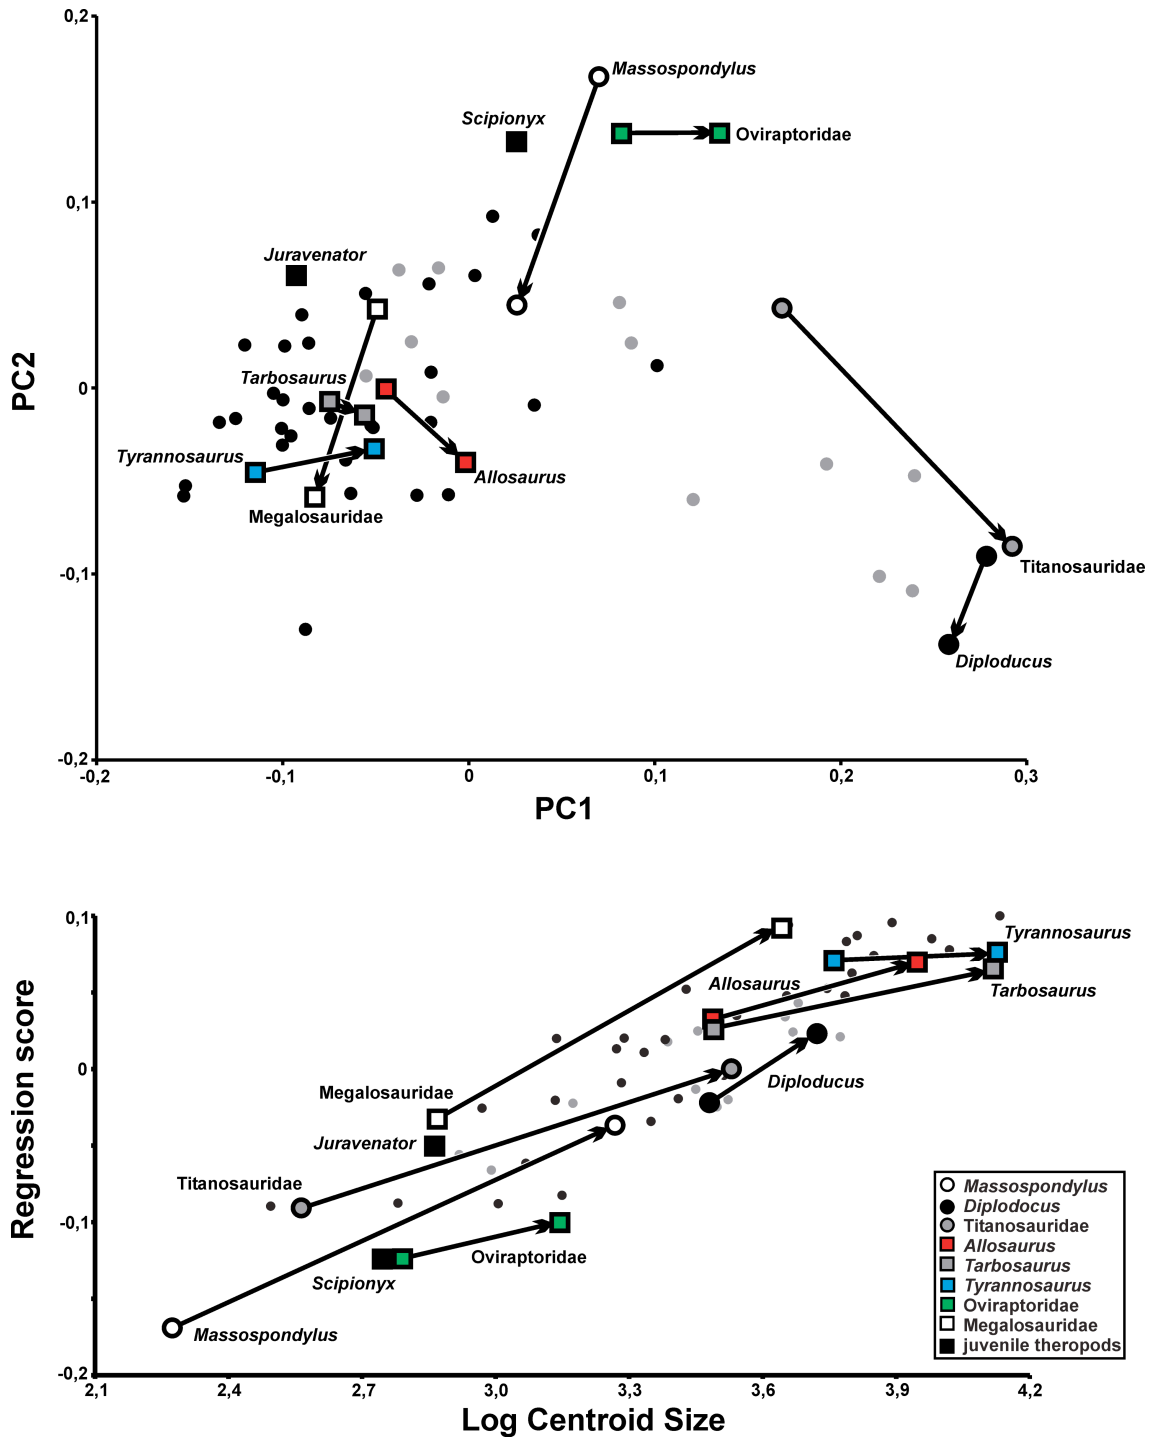 0,2
Massospondylus
Scipionyx
Oviraptoridae
0,1
Juravenator
PC2
Tarbosaurus
0
Tyrannosaurus
Allosaurus
Megalosauridae
-0,1
Titanosauridae
Diploducus
-0,2
-0,2 -0,1 0 0,1 0,2 0,3
PC1
0,1
Tyrannosaurus
Allosaurus
Tarbosaurus
Regression score
0
Diploducus
Megalosauridae
Juravenator
Titanosauridae
-0,1
Oviraptoridae
Scipionyx
Massospondylus
Massospondylus
Diplodocus
Titanosauridae
Allosaurus
Tarbosaurus
Tyrannosaurus
Oviraptoridae
Megalosauridae
juvenile theropods
-0,2
2,1 2,4 2,7 3,0 3,3 3,6 3,9 4,2
Log Centroid Size